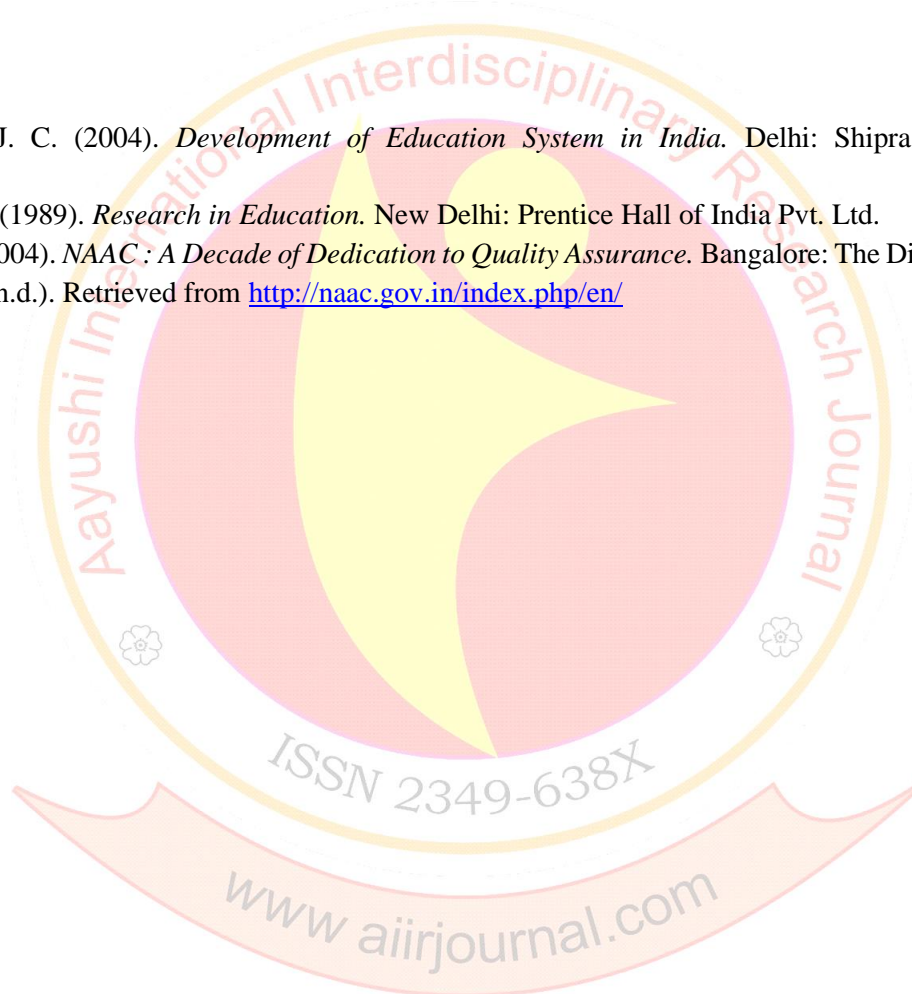 Aayushi International Interdisciplinary Research Journal
J. C. (2004). Development of Education System in India. Delhi: Shipra
(1989). Research in Education. New Delhi: Prentice Hall of India Pvt. Ltd.
004). NAAC : A Decade of Dedication to Quality Assurance. Bangalore: The Di
n.d.). Retrieved from http://naac.gov.in/index.php/en/
ISSN 2349-638X
www aiirjournal.com